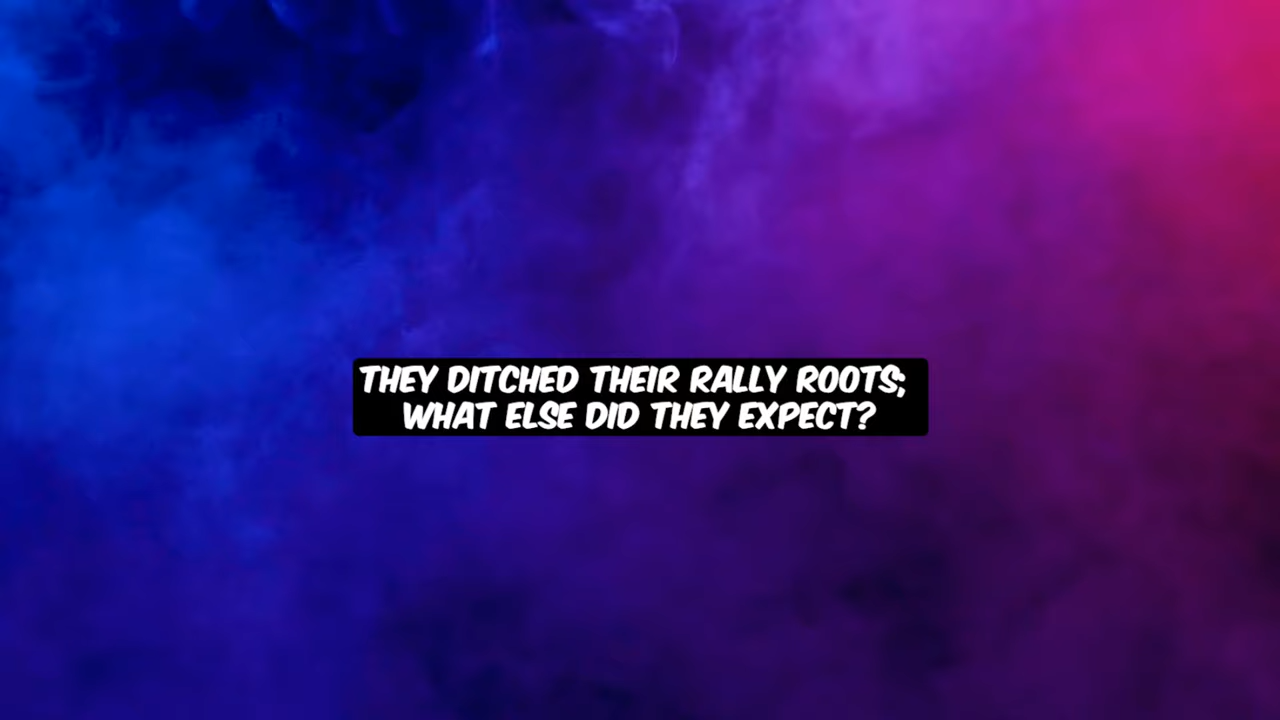 THEY DITCHED THEIR RALLY ROOTS;
WHAT ELSE DID THEY EXPECT?